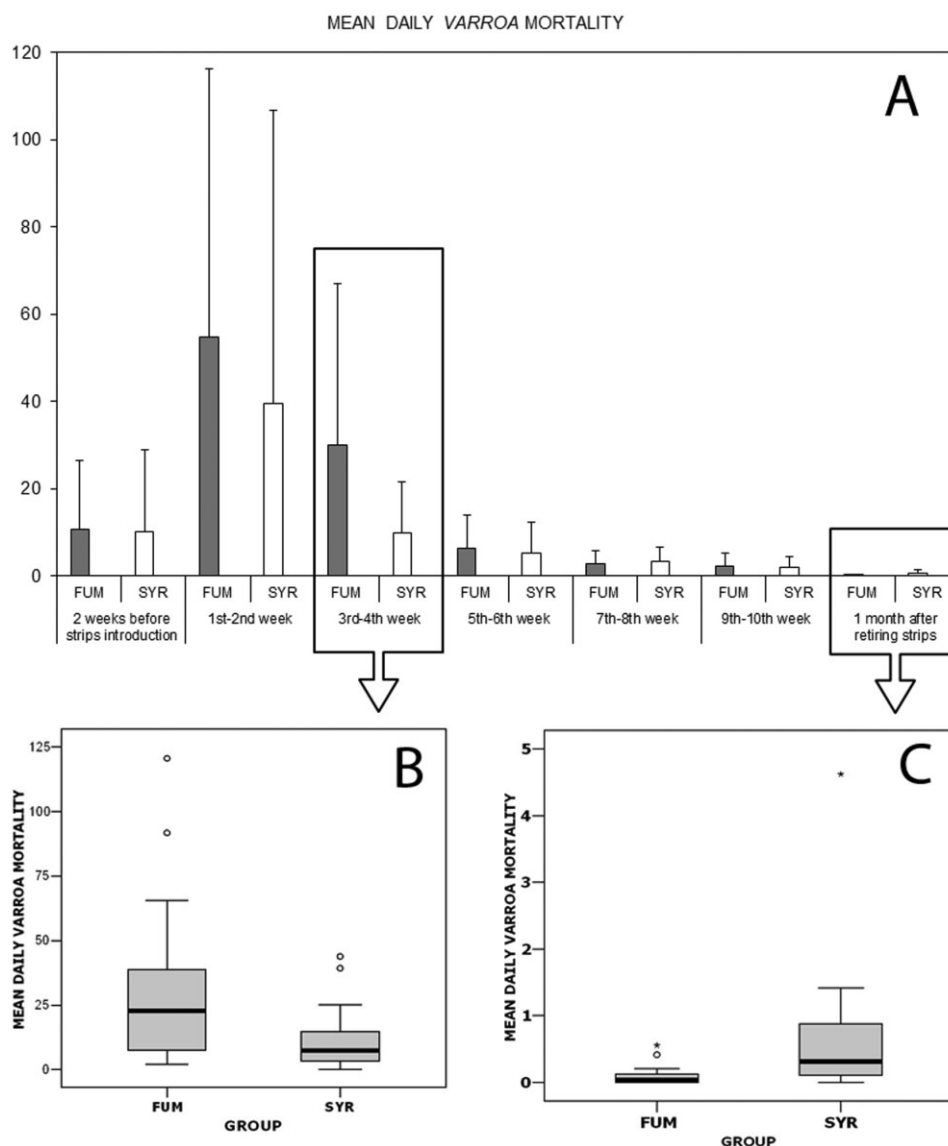 MEAN DAILY VARROA MORTALITY
A
120
100
80
60
40
20
0
FUM SYR FUM SYR FUM SYR FUM SYR FUM SYR FUM SYR FUM SYR
2 weeks before strips introduction
1st-2nd week
3rd-4th week
5th-6th week
7th-8th week
9th-10th week
1 month after retiring strips
B
MEAN DAILY VARROA MORTALITY
125
100
75
50
25
0
FUM SYR
GROUP
C
MEAN DAILY VARROA MORTALITY
5
4
3
2
1
0
FUM SYR
GROUP